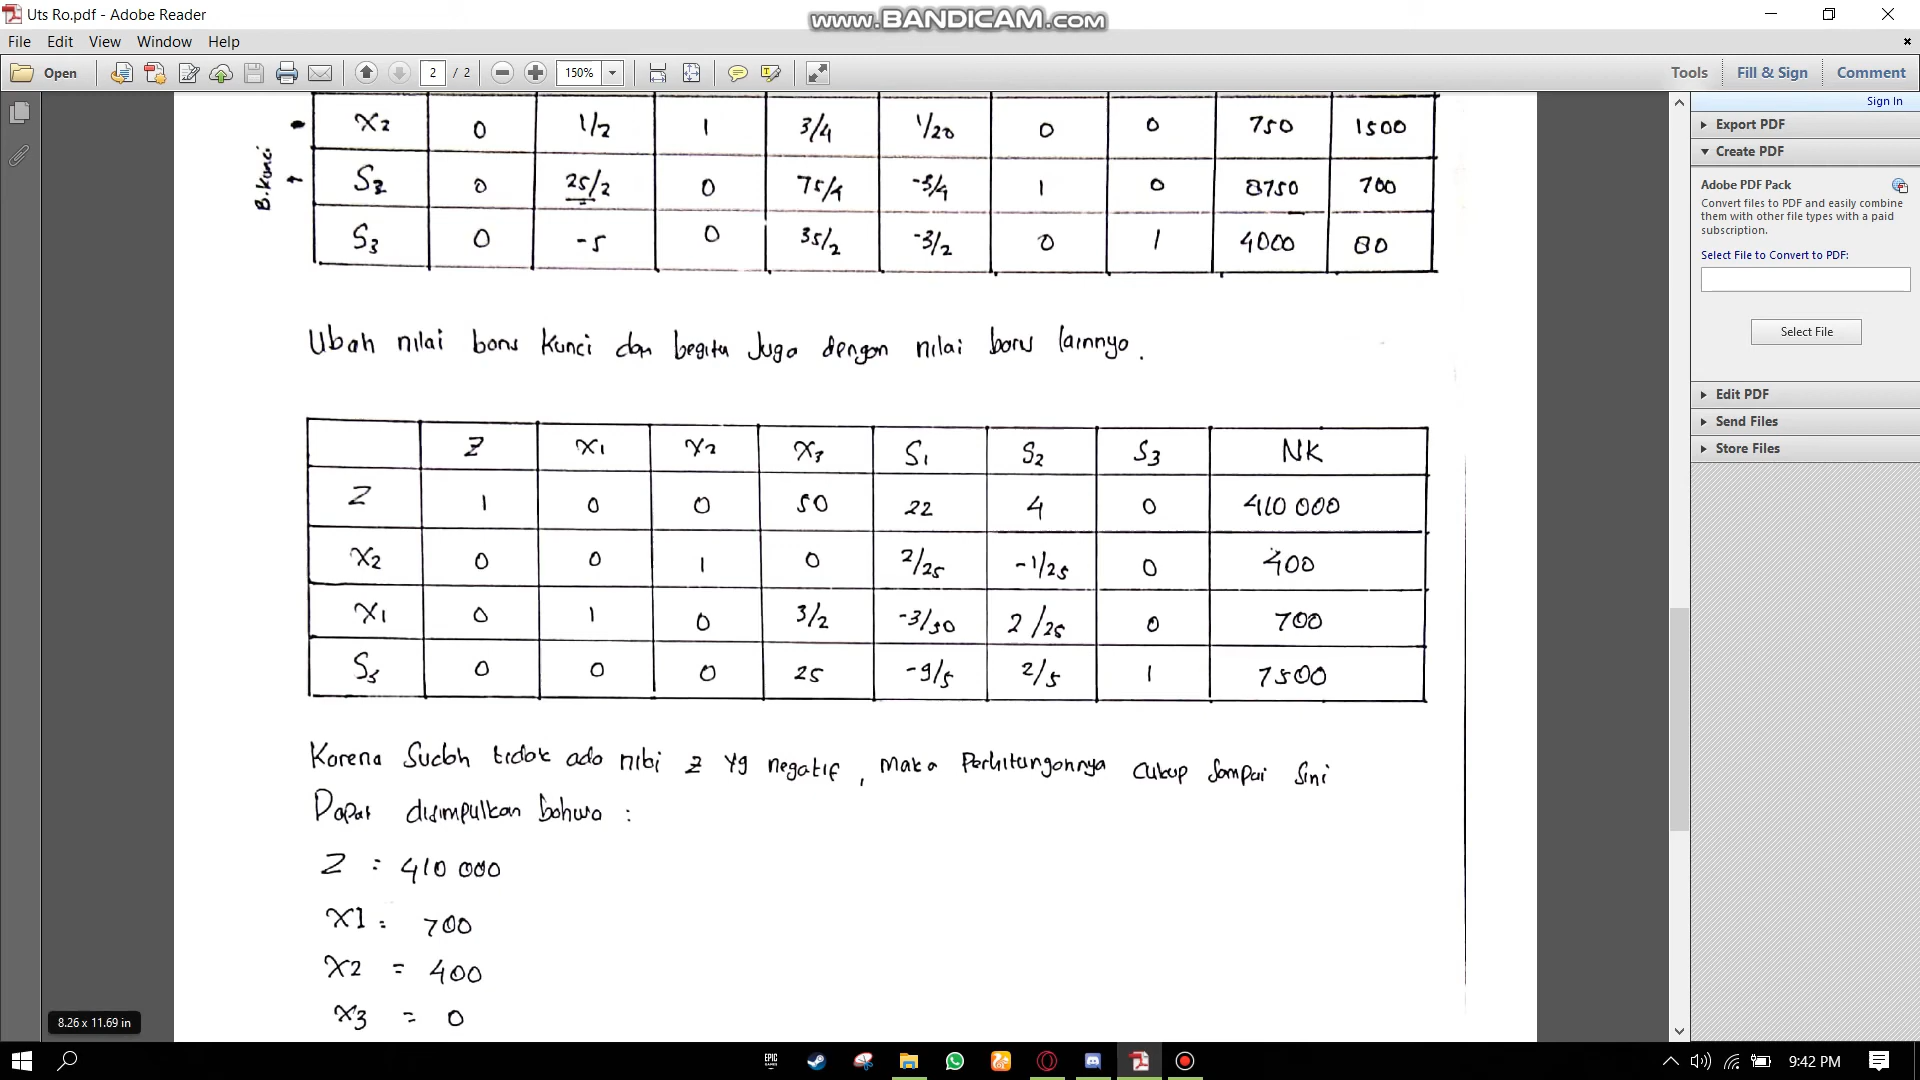 Uts Ro.pdf - Adobe Reader
www.BANDICAM.com
File Edit View Window Help
Open 2 / 2 150% Tools Fill & Sign Comment
Sign In
Export PDF
Create PDF
Adobe PDF Pack
Convert files to PDF and easily combine
them with other file types with a paid
subscription.
Select File to Convert to PDF:
Select File
Edit PDF
Send Files
Store Files
B. Kunci
X2 0 1/2 1 3/4 1/20 0 0 750 1500
S2 0 25/2 0 75/4 -3/4 1 0 8750 700
S3 0 -5 0 35/2 -3/2 0 1 4000 80
Ubah nilai baris kunci dan begitu Juga dengan nilai baris lainnya.
Z X1 X2 X3 S1 S2 S3 NK
Z 1 0 0 50 22 4 0 410 000
X2 0 0 1 0 2/25 -1/25 0 400
X1 0 1 0 3/2 -3/50 2/25 0 700
S3 0 0 0 25 -9/5 2/5 1 7500
Karena Sudah tidak ada nilai Z yg negatif, Maka Perhitungannya Cukup Sampai Sini
Dapat disimpulkan bahwa :
Z : 410 000
X1 = 700
X2 = 400
X3 = 0
8.26 x 11.69 in
EPIC
9:42 PM